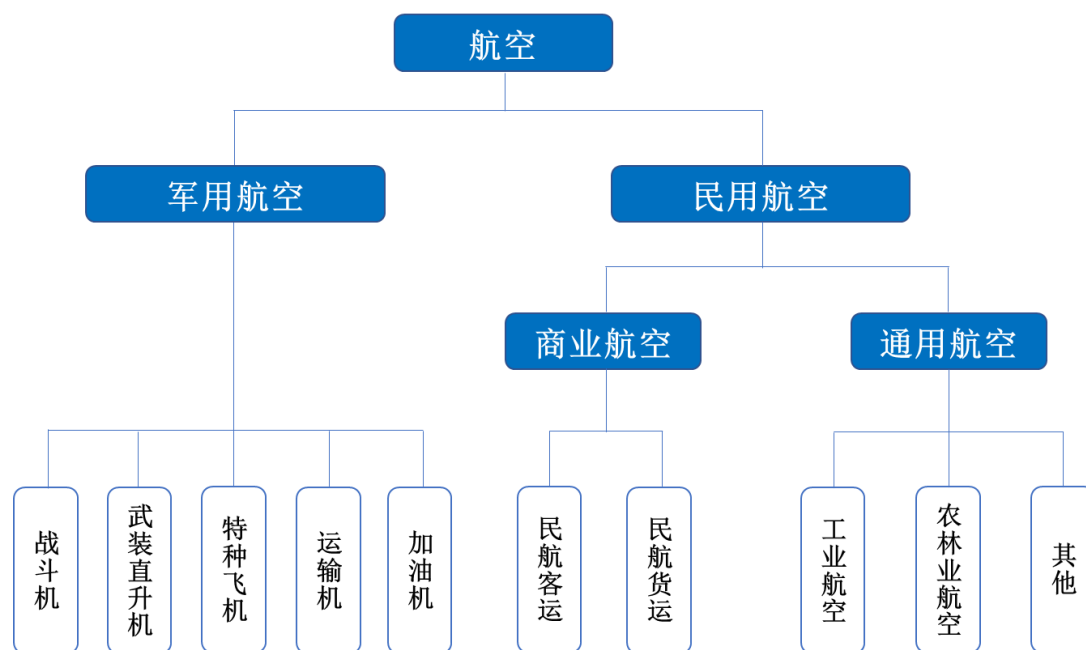 航空
军用航空
民用航空
商业航空
通用航空
战斗机
武装直升机
特种飞机
运输机
加油机
民航客运
民航货运
工业航空
农林业航空
其他